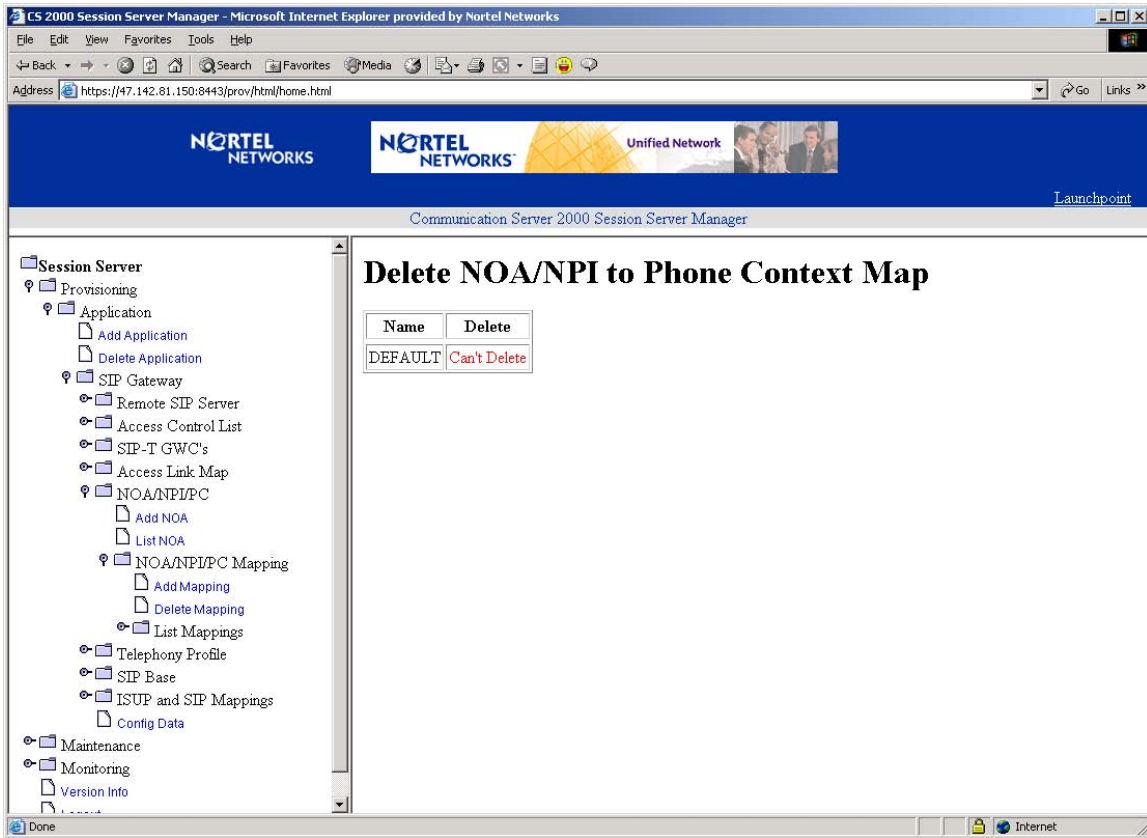 CS 2000 Session Server Manager - Microsoft Internet Explorer provided by Nortel Networks
File Edit View Favorites Tools Help
Back Search Favorites Media
Address https://47.142.81.150:8443/prov/html/home.html Go Links »
NORTEL
NETWORKS
NORTEL
NETWORKS
Unified Network
Launchpoint
Communication Server 2000 Session Server Manager
Session Server
Provisioning
Application
Add Application
Delete Application
SIP Gateway
Remote SIP Server
Access Control List
SIP-T GWC's
Access Link Map
NOA/NPI/PC
Add NOA
List NOA
NOA/NPI/PC Mapping
Add Mapping
Delete Mapping
List Mappings
Telephony Profile
SIP Base
ISUP and SIP Mappings
Config Data
Maintenance
Monitoring
Version Info
Delete NOA/NPI to Phone Context Map
Name Delete
DEFAULT Can't Delete
Done Internet